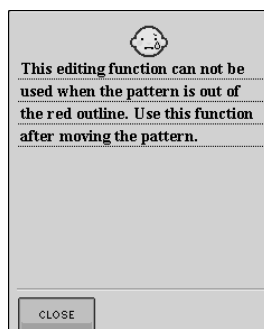 This editing function can not be
used when the pattern is out of
the red outline. Use this function
after moving the pattern.
CLOSE